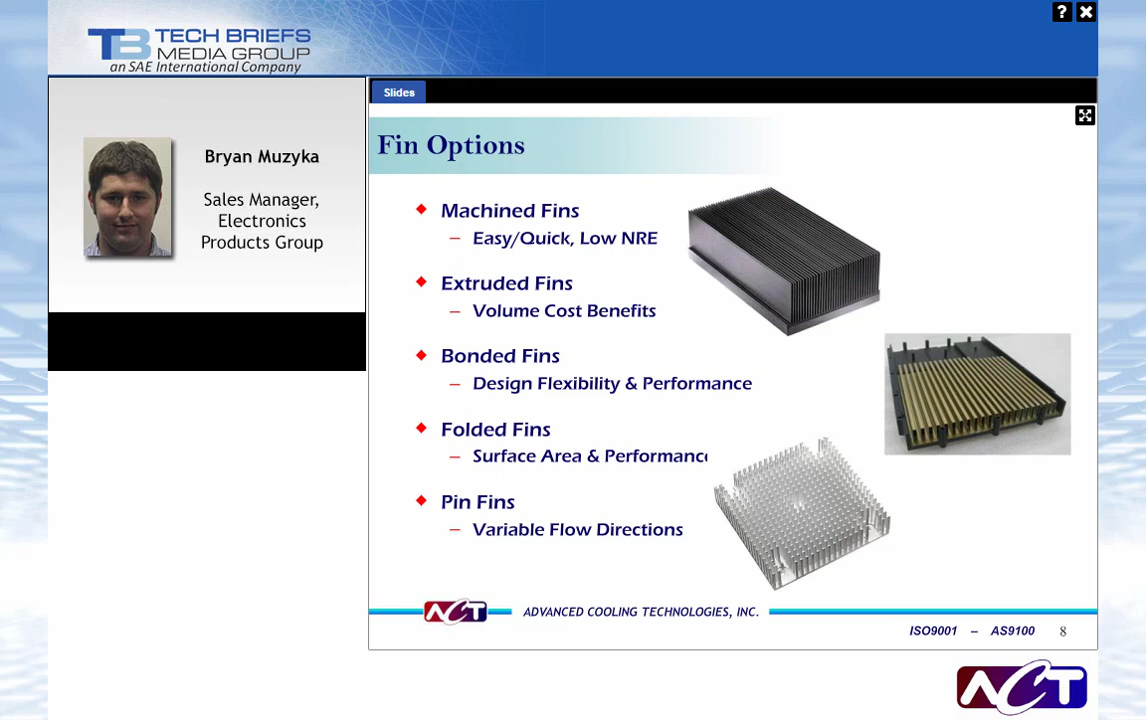 TB TECH BRIEFS
MEDIA GROUP
an SAE International Company
?
Slides
Bryan Muzyka
Sales Manager,
Electronics
Products Group
Fin Options
Machined Fins
– Easy/Quick, Low NRE
Extruded Fins
– Volume Cost Benefits
Bonded Fins
– Design Flexibility & Performance
Folded Fins
– Surface Area & Performance
Pin Fins
– Variable Flow Directions
ACT
ADVANCED COOLING TECHNOLOGIES, INC.
ISO9001 – AS9100 8
ACT